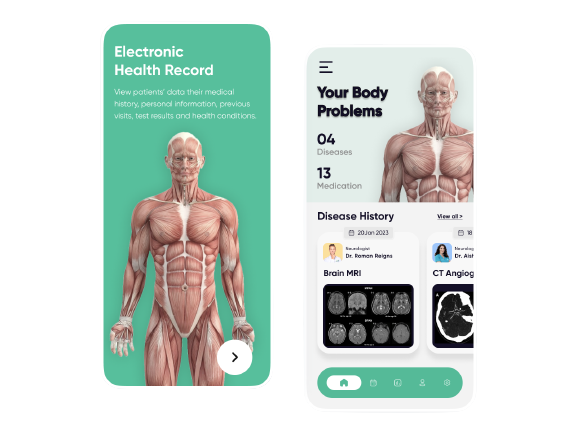 Electronic
Health Record
View patients' data their medical
history, personal information, previous
visits, test results and health conditions.
Your Body
Problems
04
Diseases
13
Medication
Disease History
View all >
20Jan 2023
18
Neurologist
Dr. Roman Reigns
Neurolog
Dr. Aish
Brain MRI
CT Angiog